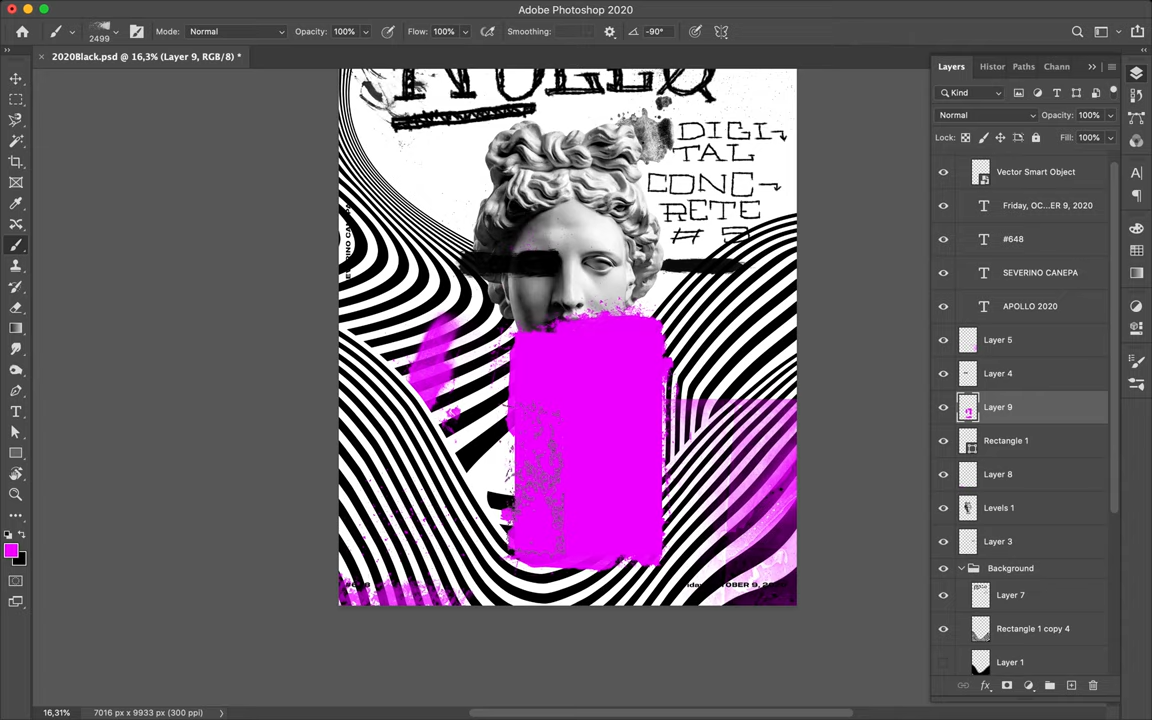 Adobe Photoshop 2020
2499
Mode: Normal
Opacity: 100%
Flow: 100%
Smoothing:
-90°
2020Black.psd @ 16,3% (Layer 9, RGB/8) *
Layers
Histor
Paths
Chann
Kind
Normal
Opacity: 100%
Lock:
Fill: 100%
Vector Smart Object
Friday, OC...ER 9, 2020
#648
SEVERINO CANEPA
APOLLO 2020
Layer 5
Layer 4
Layer 9
Rectangle 1
Layer 8
Levels 1
Layer 3
Background
Layer 7
Rectangle 1 copy 4
Layer 1
DIGI-
TAL
CONC-
RETE
#
#648
16,31%
7016 px x 9933 px (300 ppi)